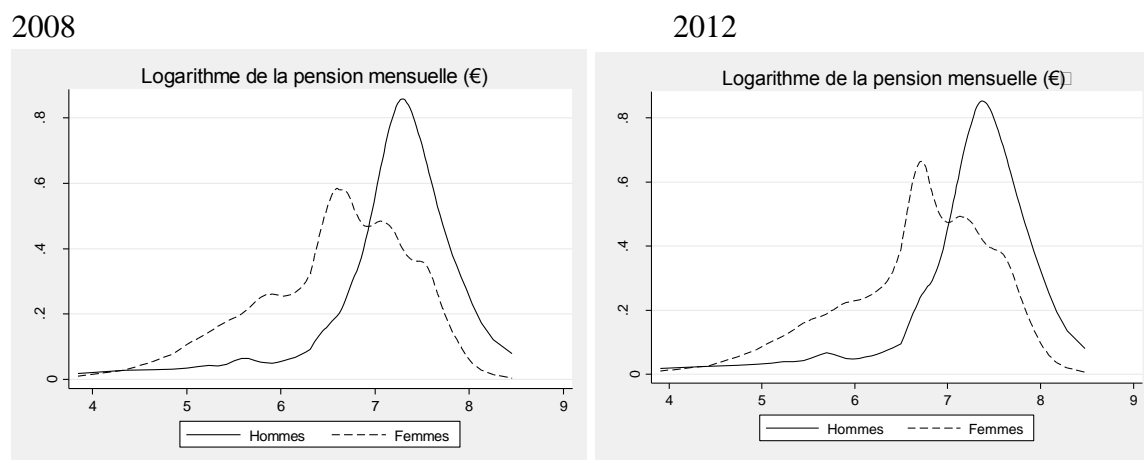 2008
2012
Logarithme de la pension mensuelle (€)
.8
.6
.4
.2
0
4 5 6 7 8 9
Hommes Femmes
Logarithme de la pension mensuelle (€)□
.8
.6
.4
.2
0
4 5 6 7 8 9
Hommes Femmes